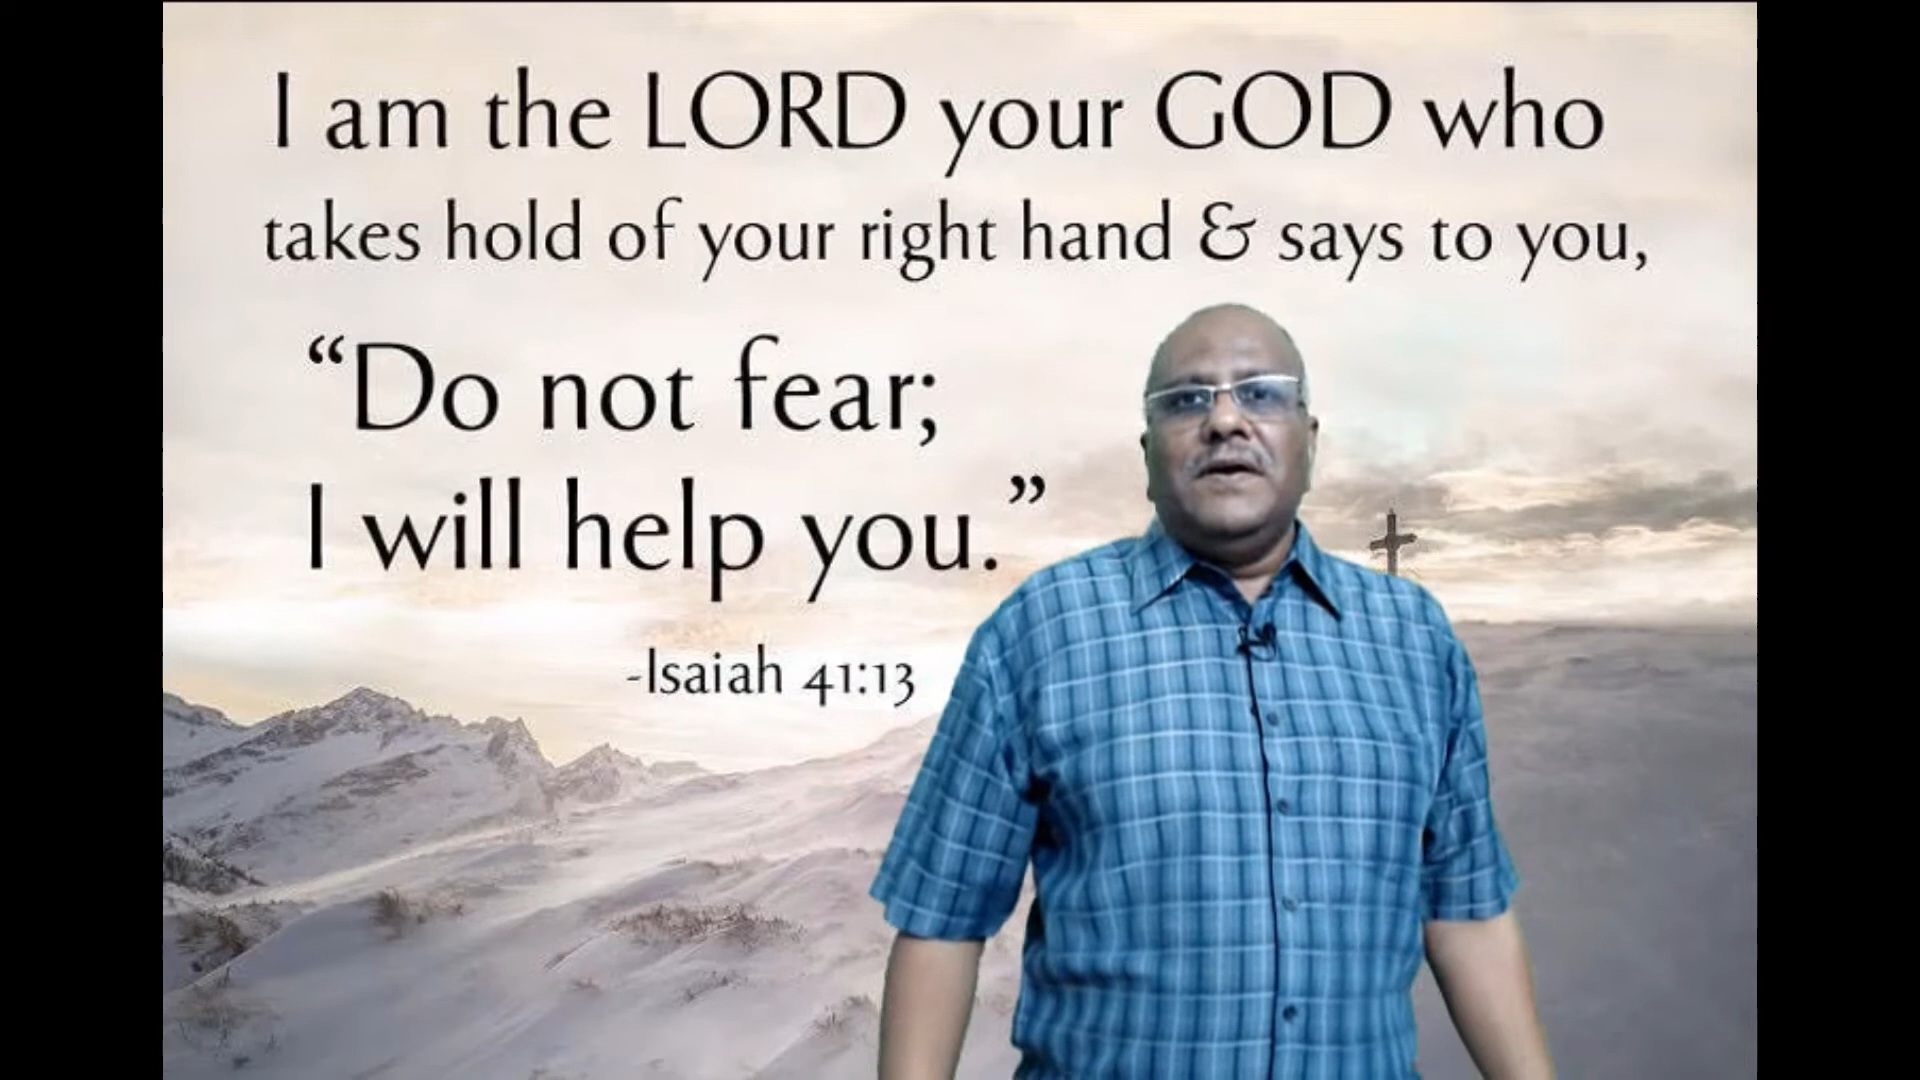 I am the LORD your GOD who
takes hold of your right hand & says to you,
“Do not fear;
I will help you.”
-Isaiah 41:13